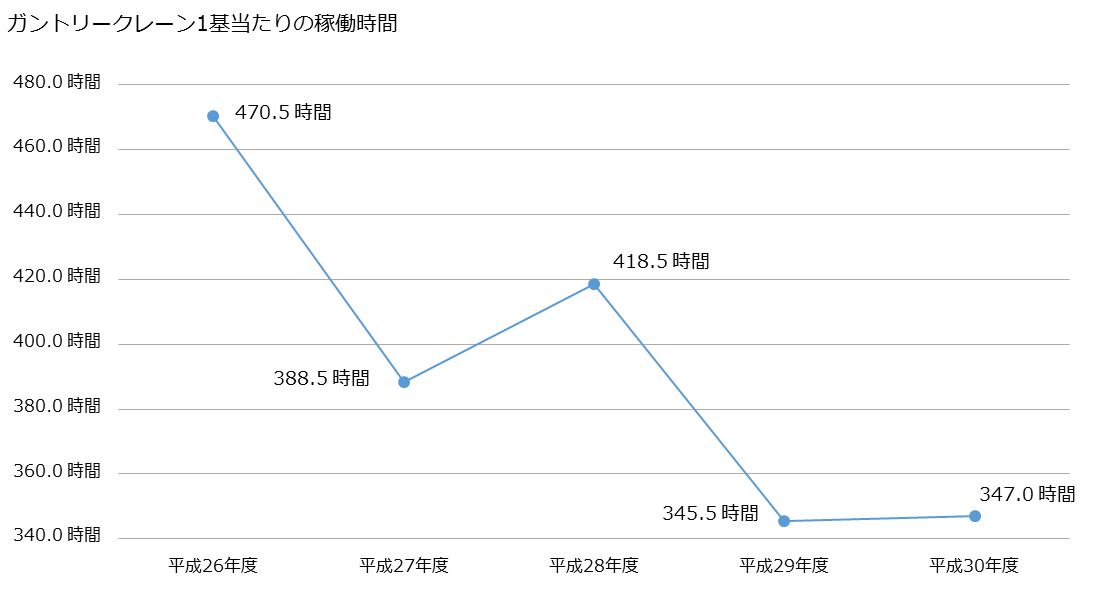 ガントリークレーン1基当たりの稼働時間
480.0 時間
470.5 時間
460.0 時間
440.0 時間
420.0 時間
418.5 時間
400.0 時間
388.5 時間
380.0 時間
360.0 時間
347.0 時間
345.5 時間
340.0 時間
平成26年度 平成27年度 平成28年度 平成29年度 平成30年度